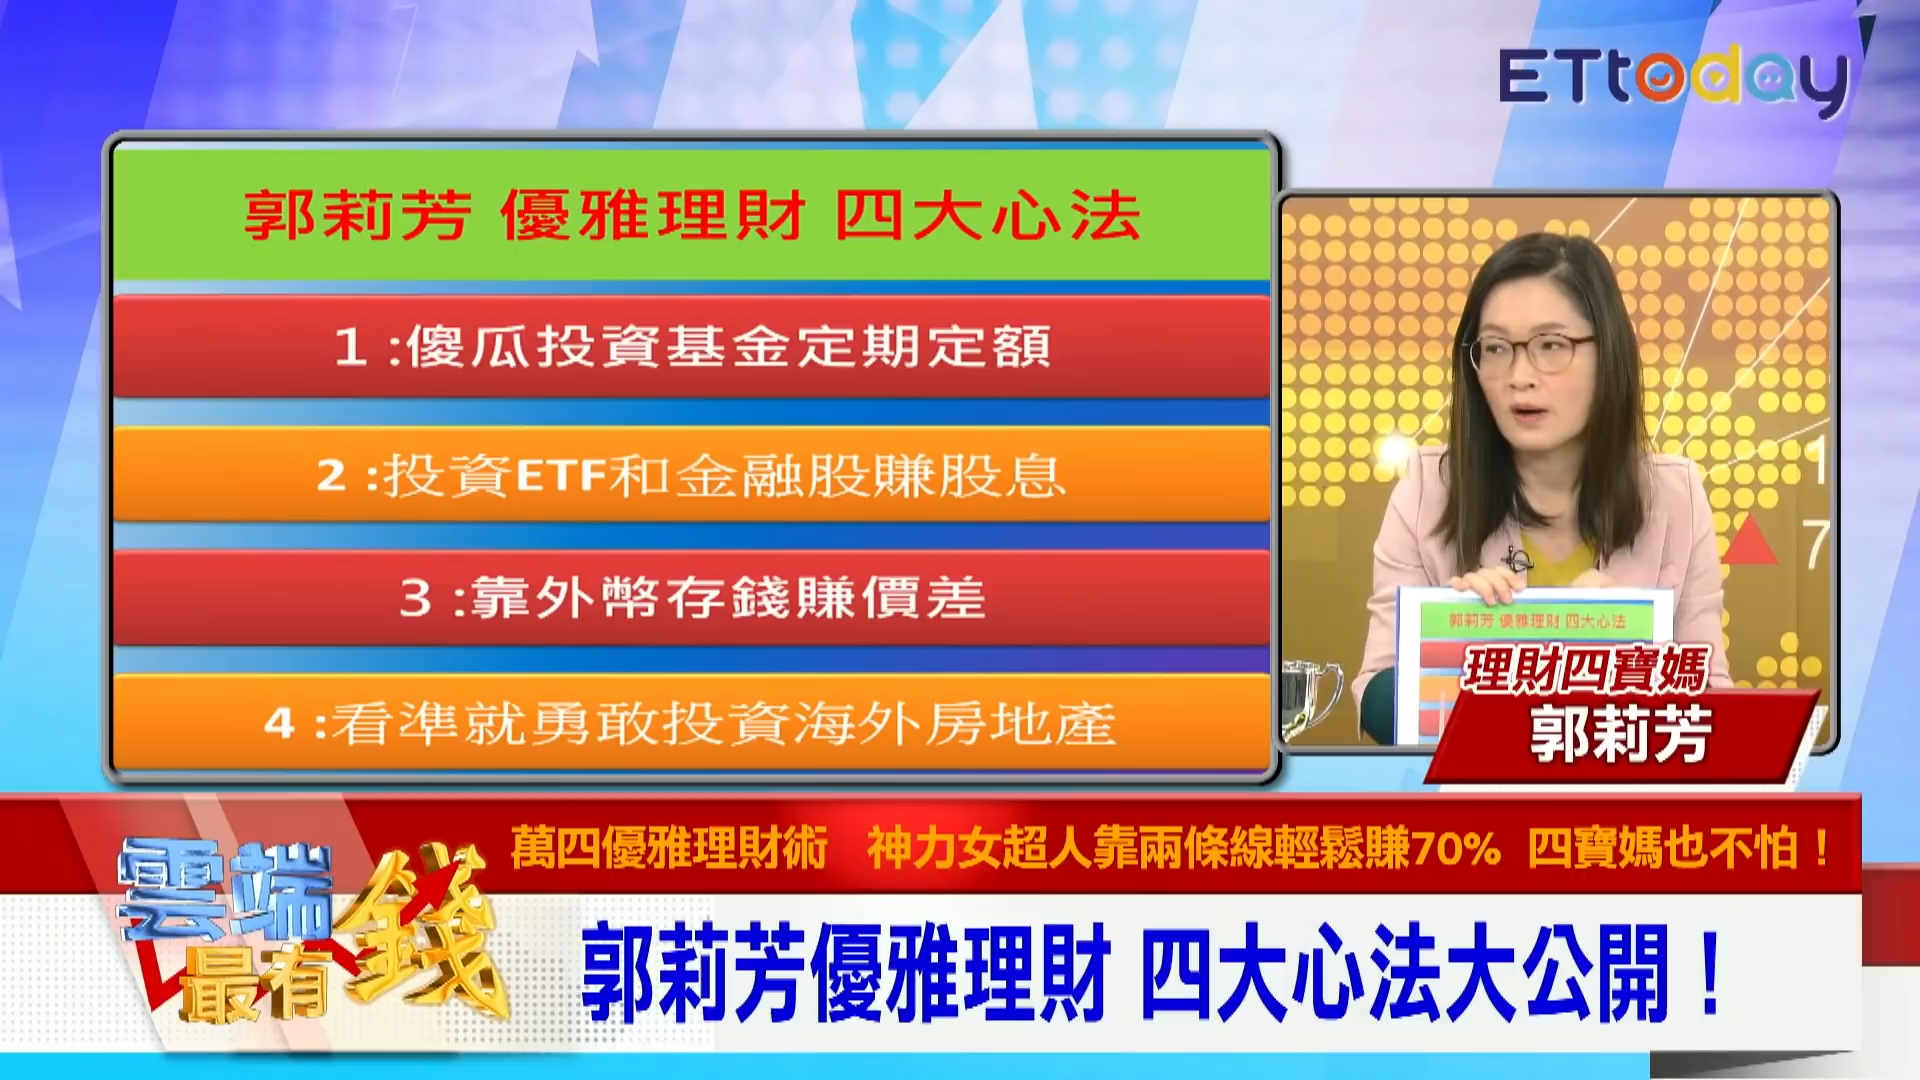 ETtoday
郭莉芳 優雅理財 四大心法
1 :傻瓜投資基金定期定額
2 :投資ETF和金融股賺股息
3 :靠外幣存錢賺價差
4 :看準就勇敢投資海外房地產
1
7
郭莉芳 優雅理財 四大心法
理財四寶媽
郭莉芳
雲端最有錢
萬四優雅理財術 神力女超人靠兩條線輕鬆賺70% 四寶媽也不怕！
郭莉芳優雅理財 四大心法大公開！